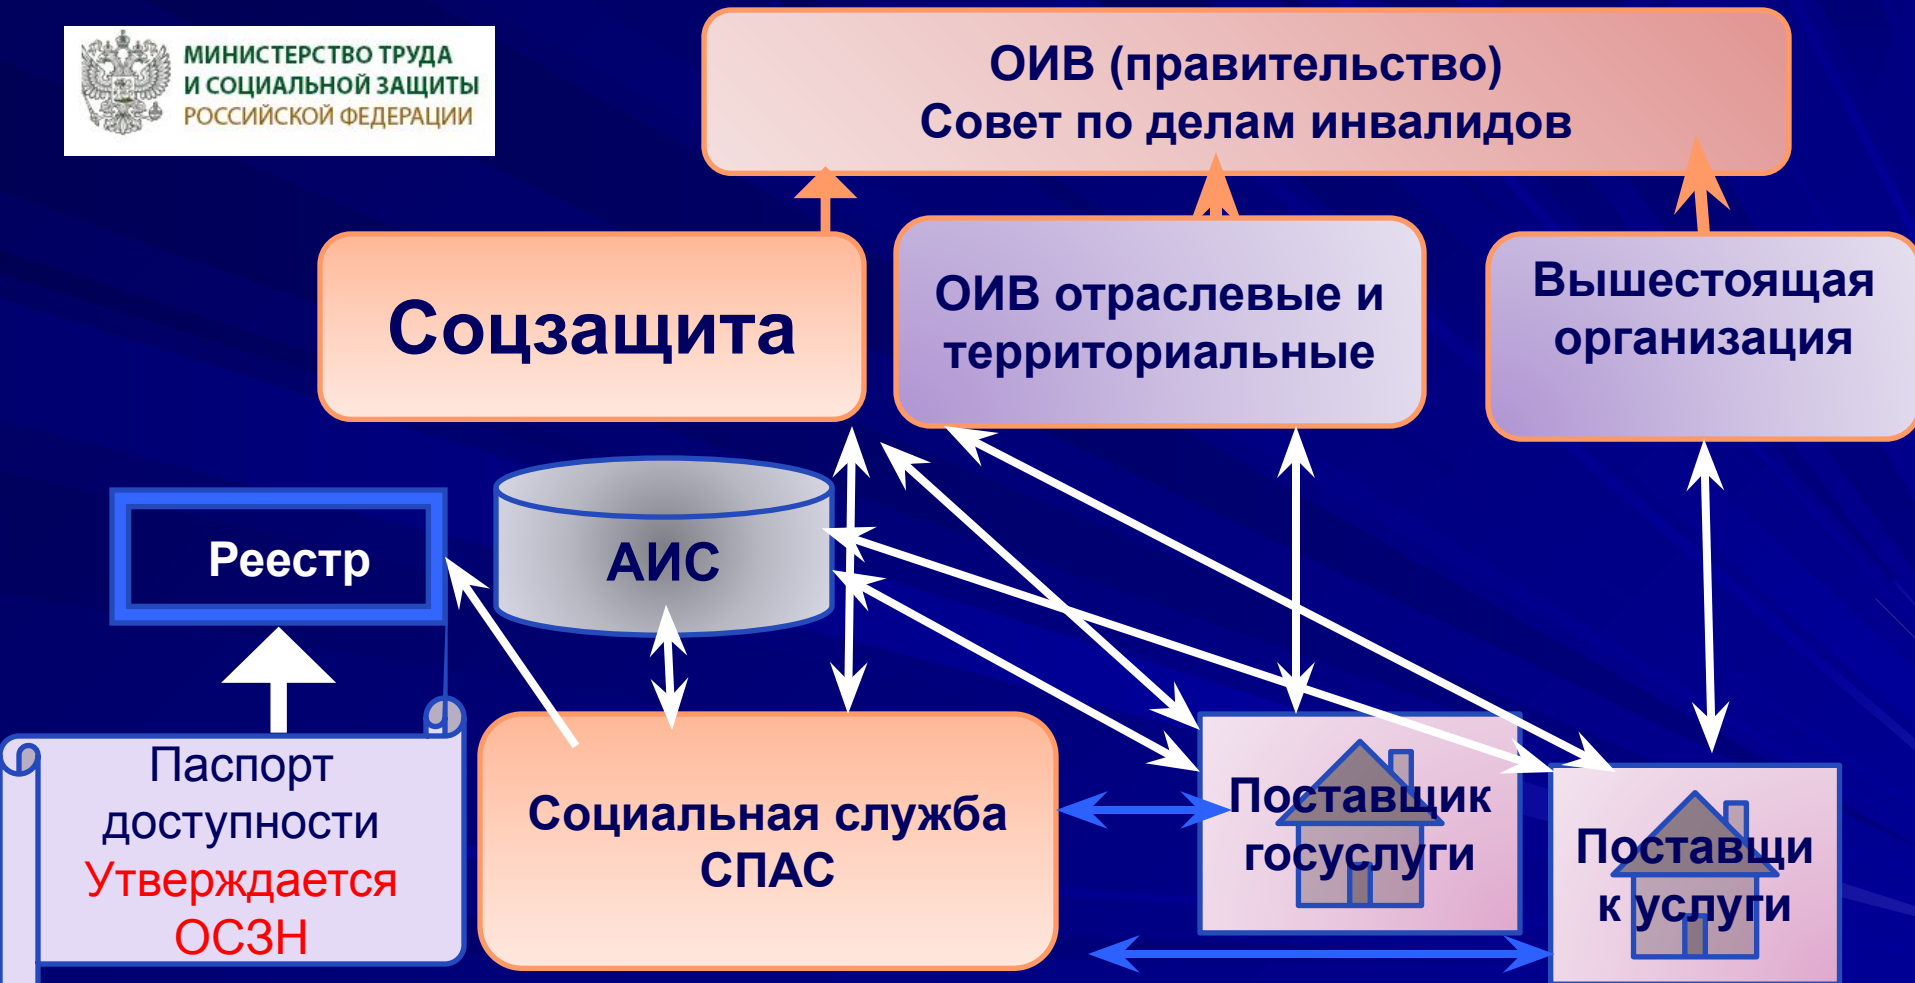 МИНИСТЕРСТВО ТРУДА
И СОЦИАЛЬНОЙ ЗАЩИТЫ
РОССИЙСКОЙ ФЕДЕРАЦИИ
ОИВ (правительство)
Совет по делам инвалидов
Соцзащита
ОИВ отраслевые и
территориальные
Вышестоящая
организация
Реестр
АИС
Паспорт
доступности
Утверждается
ОСЗН
Социальная служба
СПАС
Поставщик
госуслуги
Поставщи
к услуги